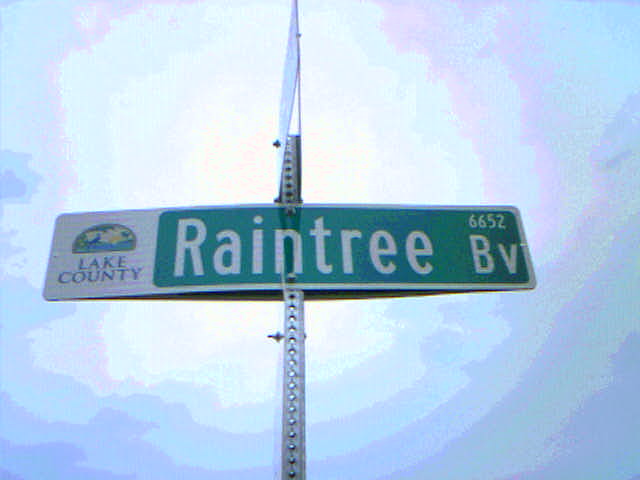 LAKE
COUNTY
Raintree
6652
Bv